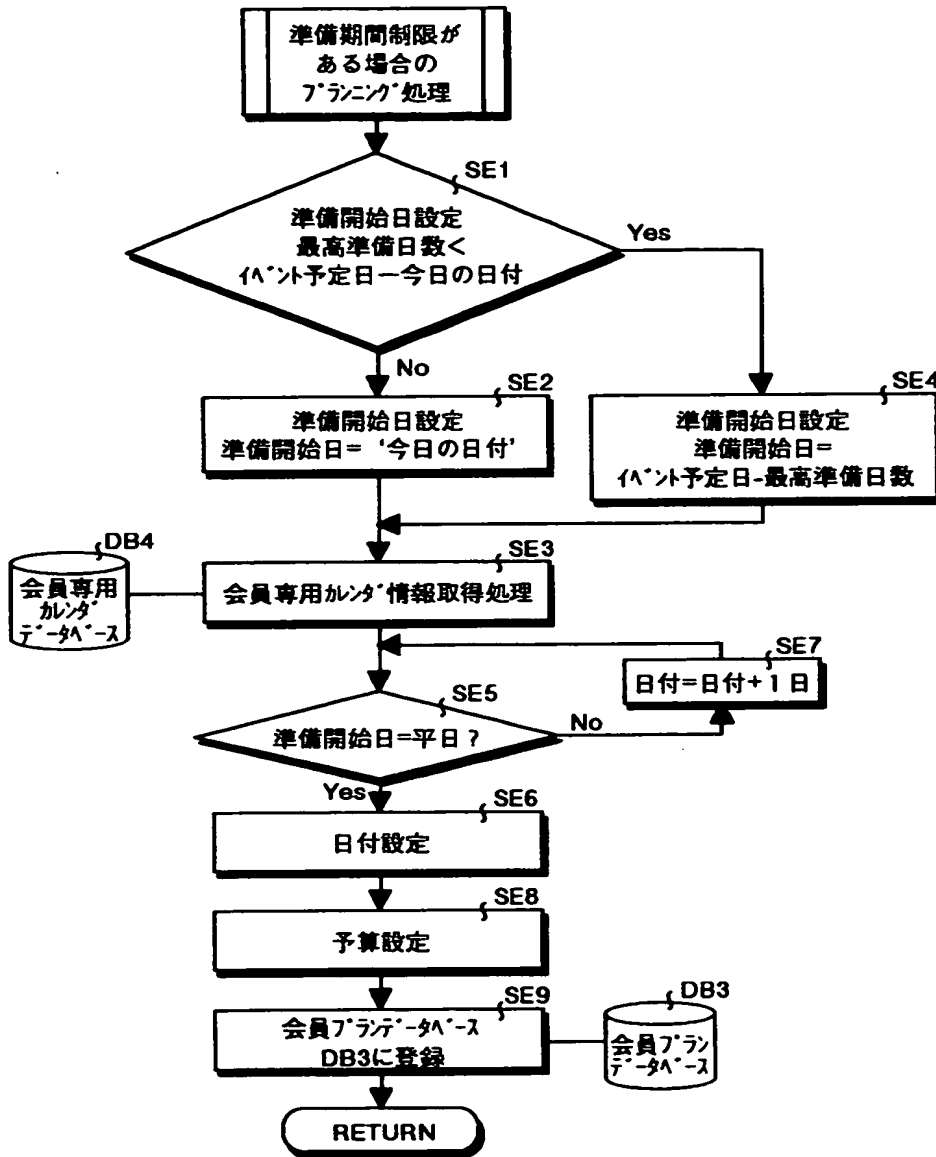 準備期間制限が
ある場合の
プランニング処理
SE1
準備開始日設定
最高準備日数<
イベント予定日ー今日の日付
Yes
No
SE2
準備開始日設定
準備開始日= ‘今日の日付’
SE4
準備開始日設定
準備開始日=
イベント予定日-最高準備日数
DB4
会員専用
カレンダ
データベース
SE3
会員専用カレンダ情報取得処理
SE7
日付=日付+1日
SE5
準備開始日=平日?
No
Yes
SE6
日付設定
SE8
予算設定
SE9
会員プランデータベース
DB3に登録
DB3
会員プラン
データベース
RETURN